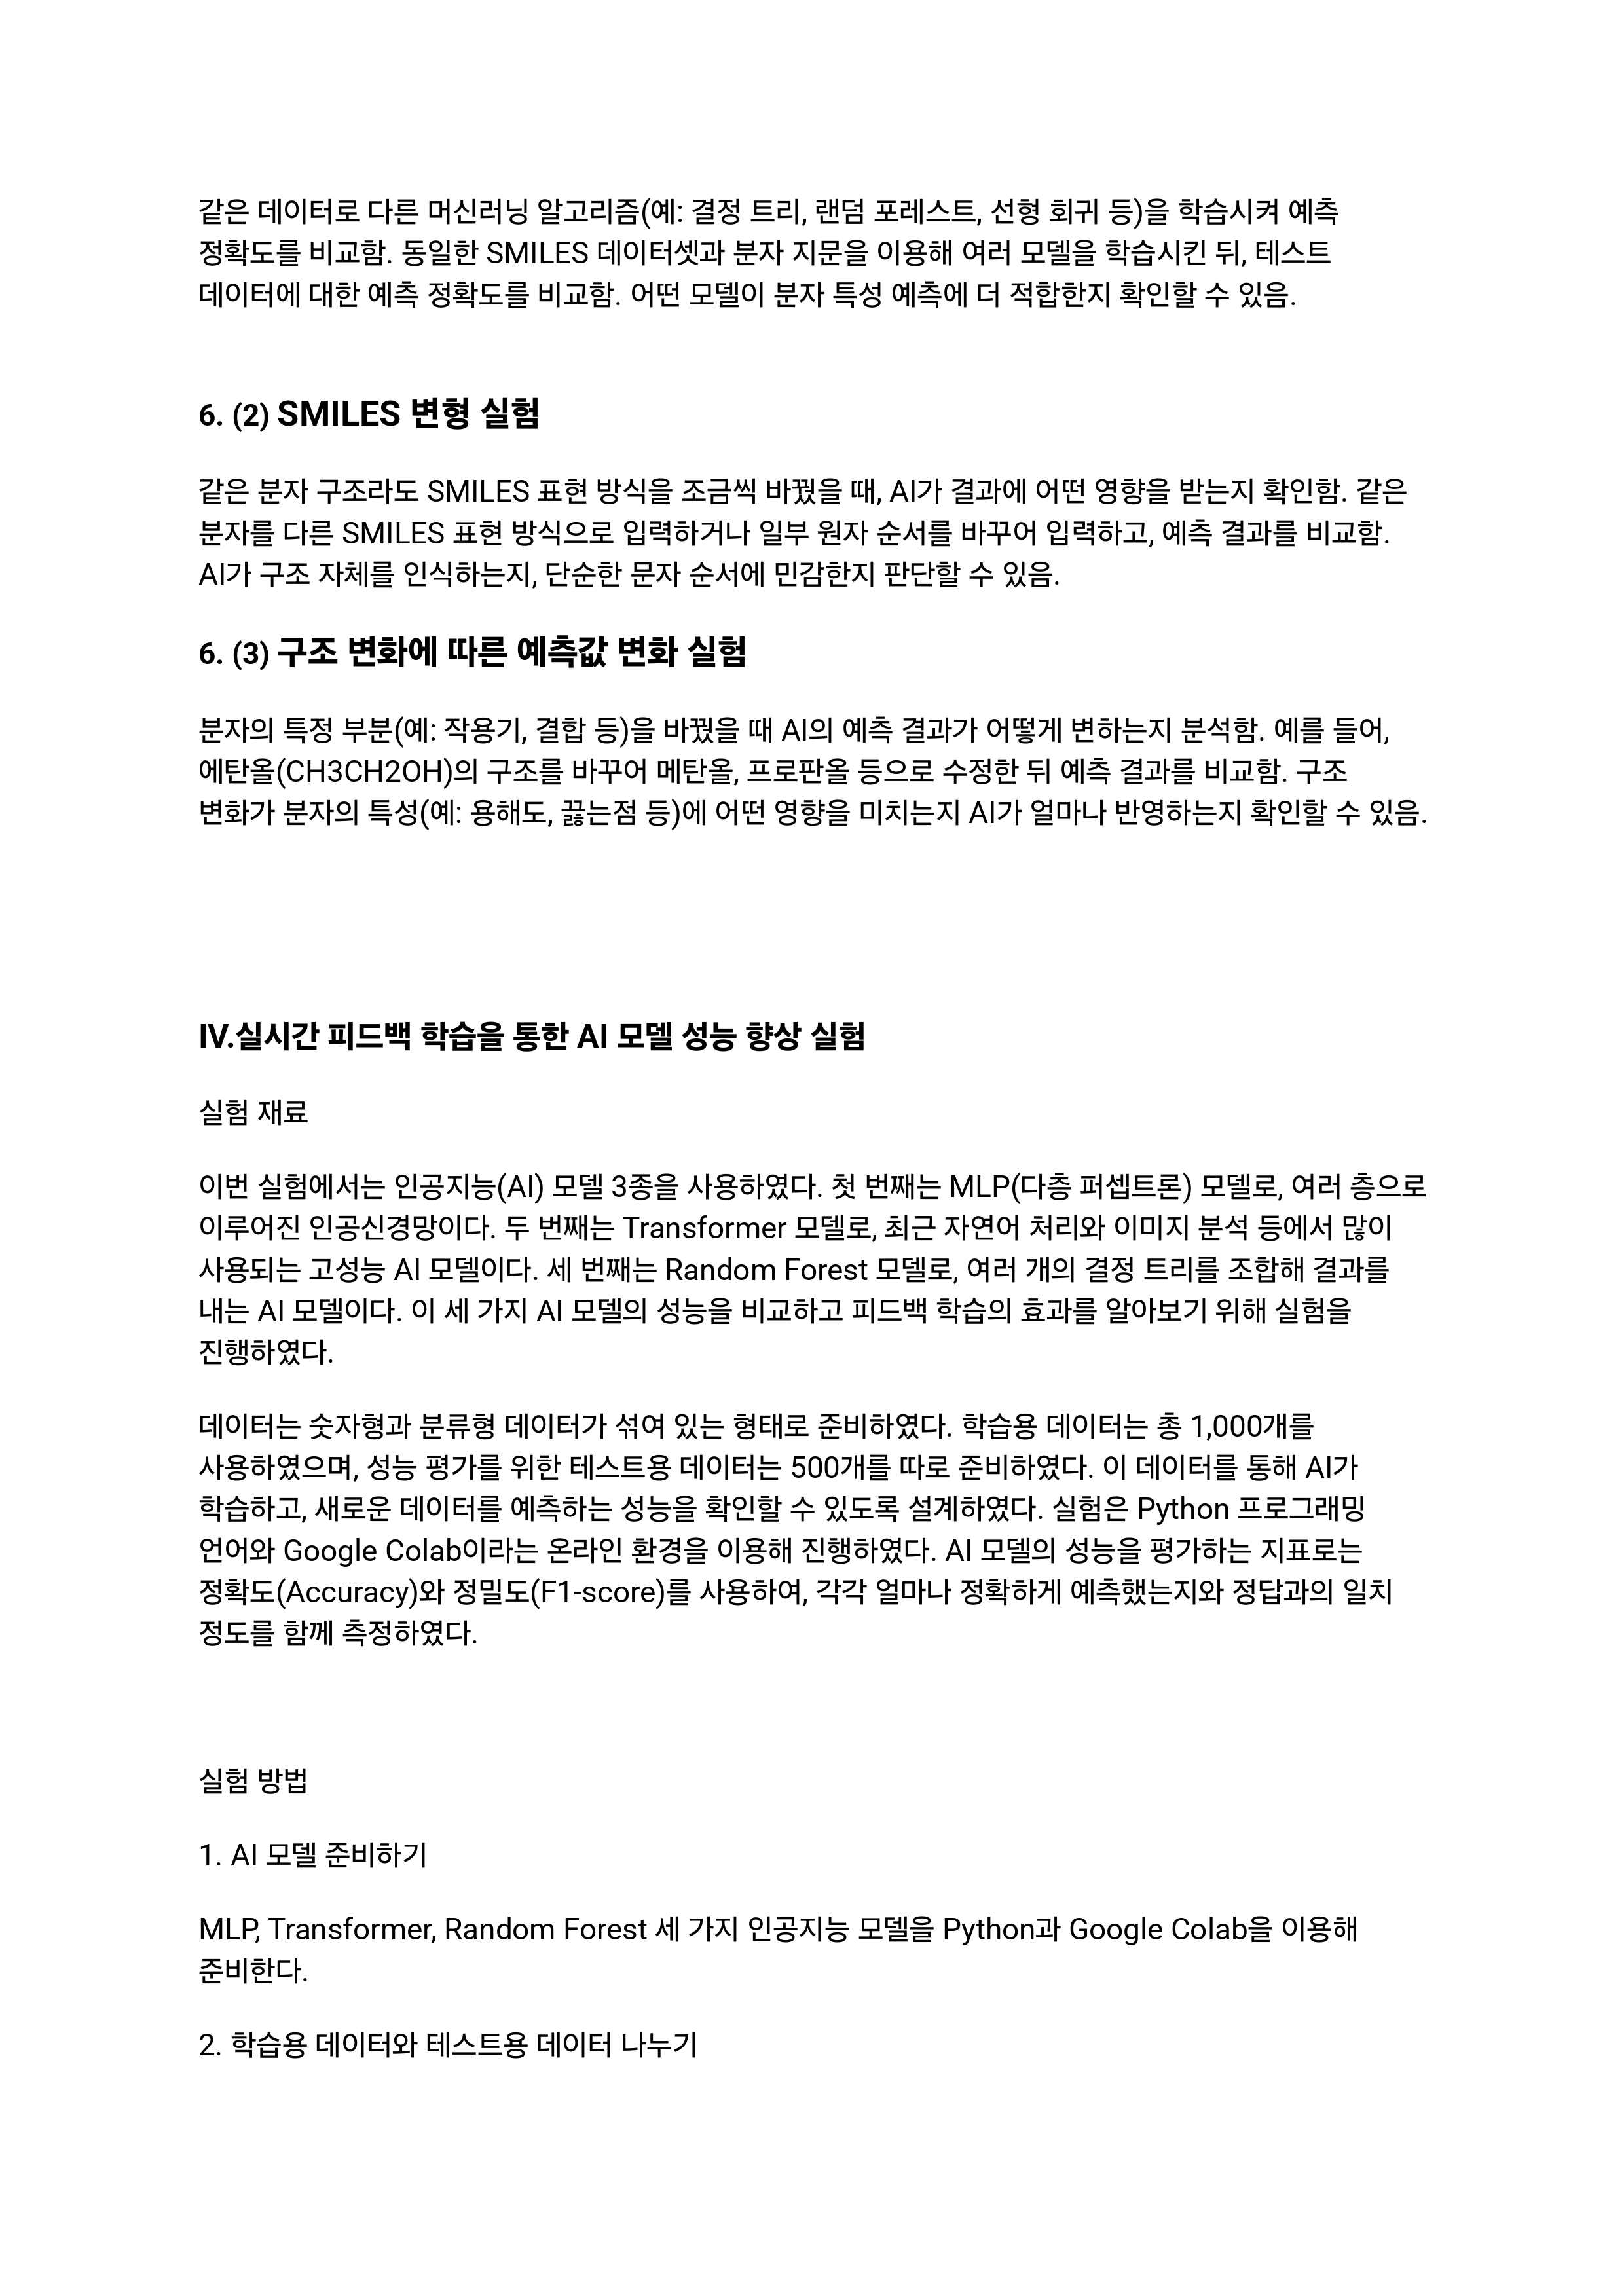 같은 데이터로 다른 머신러닝 알고리즘(예: 결정 트리, 랜덤 포레스트, 선형 회귀 등)을 학습시켜 예측
정확도를 비교함. 동일한 SMILES 데이터셋과 분자 지문을 이용해 여러 모델을 학습시킨 뒤, 테스트
데이터에 대한 예측 정확도를 비교함. 어떤 모델이 분자 특성 예측에 더 적합한지 확인할 수 있음.
6. (2) SMILES 변형 실험
같은 분자 구조라도 SMILES 표현 방식을 조금씩 바꿨을 때, AI가 결과에 어떤 영향을 받는지 확인함. 같은
분자를 다른 SMILES 표현 방식으로 입력하거나 일부 원자 순서를 바꾸어 입력하고, 예측 결과를 비교함.
AI가 구조 자체를 인식하는지, 단순한 문자 순서에 민감한지 판단할 수 있음.
6. (3) 구조 변화에 따른 예측값 변화 실험
분자의 특정 부분(예: 작용기, 결합 등)을 바꿨을 때 AI의 예측 결과가 어떻게 변하는지 분석함. 예를 들어,
에탄올(CH3CH2OH)의 구조를 바꾸어 메탄올, 프로판올 등으로 수정한 뒤 예측 결과를 비교함. 구조
변화가 분자의 특성(예: 용해도, 끓는점 등)에 어떤 영향을 미치는지 AI가 얼마나 반영하는지 확인할 수 있음.
IV.실시간 피드백 학습을 통한 AI 모델 성능 향상 실험
실험 재료
이번 실험에서는 인공지능(AI) 모델 3종을 사용하였다. 첫 번째는 MLP(다층 퍼셉트론) 모델로, 여러 층으로
이루어진 인공신경망이다. 두 번째는 Transformer 모델로, 최근 자연어 처리와 이미지 분석 등에서 많이
사용되는 고성능 AI 모델이다. 세 번째는 Random Forest 모델로, 여러 개의 결정 트리를 조합해 결과를
내는 AI 모델이다. 이 세 가지 AI 모델의 성능을 비교하고 피드백 학습의 효과를 알아보기 위해 실험을
진행하였다.
데이터는 숫자형과 분류형 데이터가 섞여 있는 형태로 준비하였다. 학습용 데이터는 총 1,000개를
사용하였으며, 성능 평가를 위한 테스트용 데이터는 500개를 따로 준비하였다. 이 데이터를 통해 AI가
학습하고, 새로운 데이터를 예측하는 성능을 확인할 수 있도록 설계하였다. 실험은 Python 프로그래밍
언어와 Google Colab이라는 온라인 환경을 이용해 진행하였다. AI 모델의 성능을 평가하는 지표로는
정확도(Accuracy)와 정밀도(F1-score)를 사용하여, 각각 얼마나 정확하게 예측했는지와 정답과의 일치
정도를 함께 측정하였다.
실험 방법
1. AI 모델 준비하기
MLP, Transformer, Random Forest 세 가지 인공지능 모델을 Python과 Google Colab을 이용해
준비한다.
2. 학습용 데이터와 테스트용 데이터 나누기